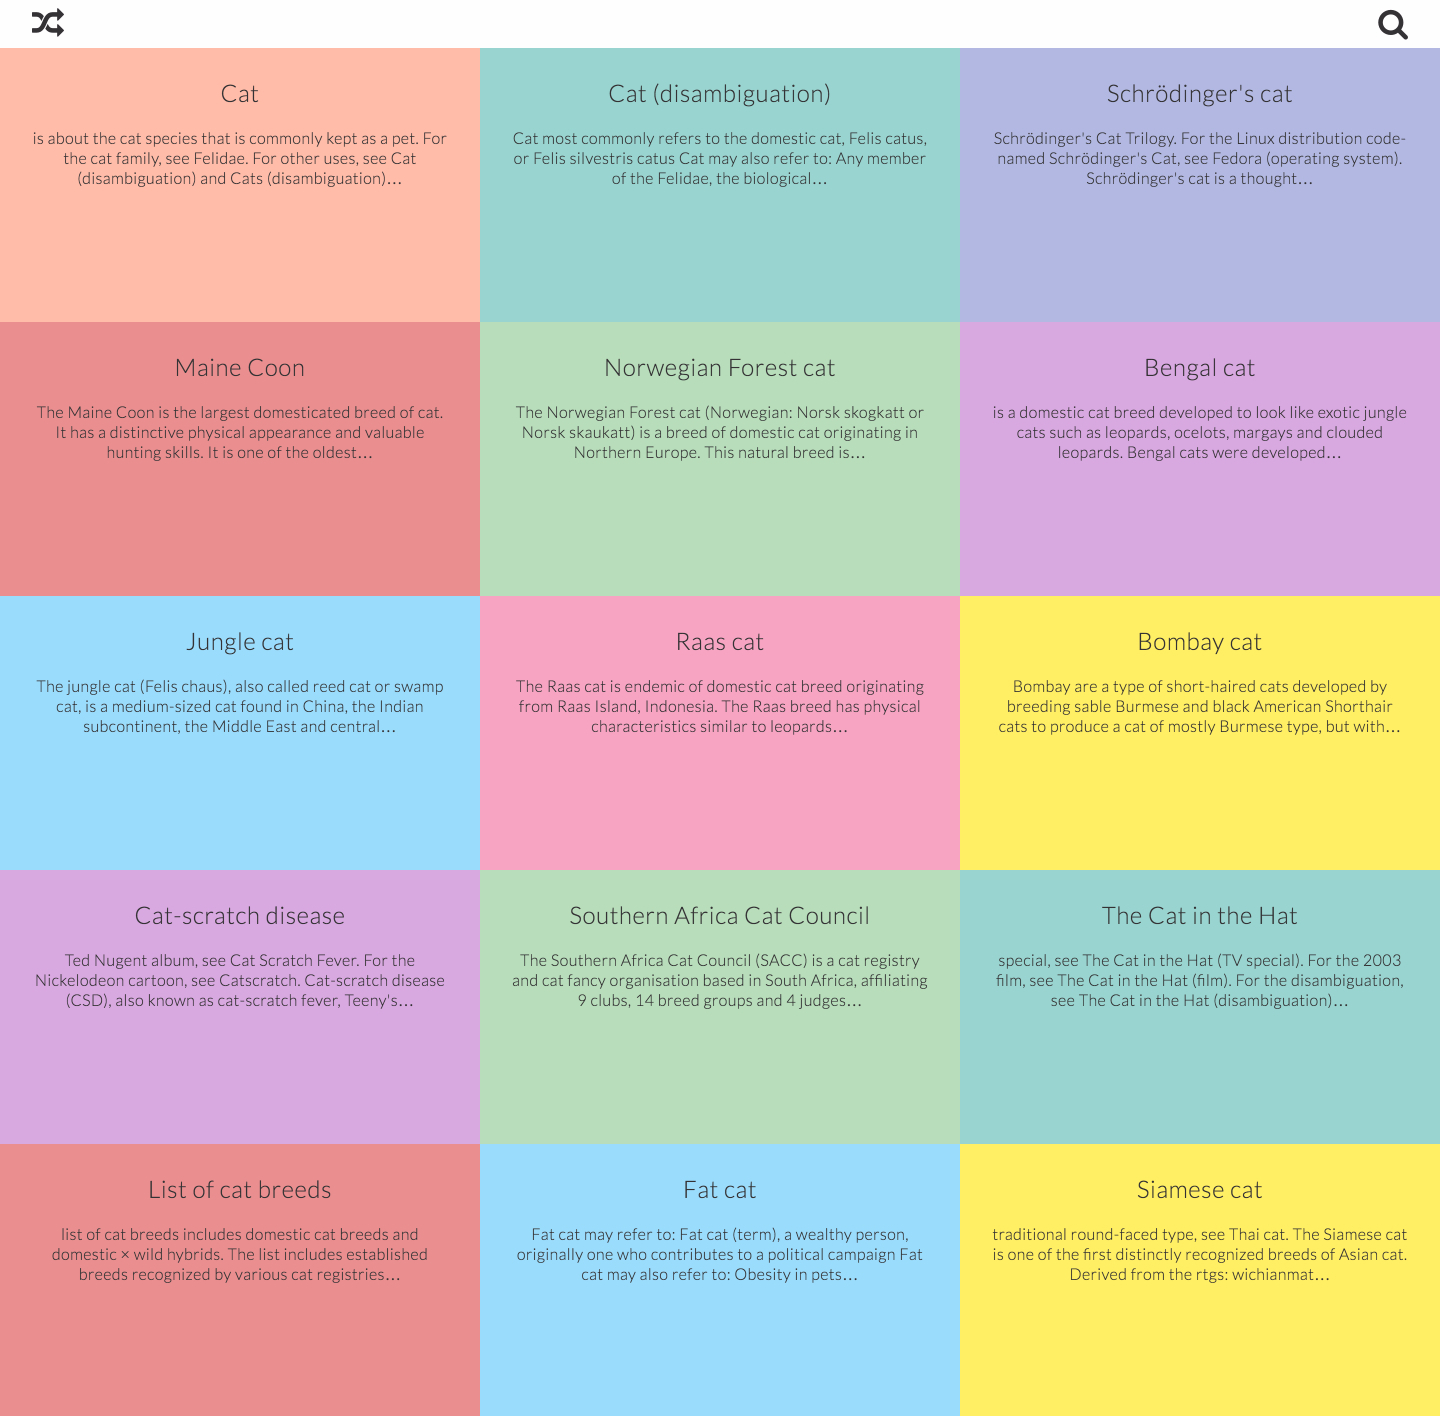 Cat
is about the cat species that is commonly kept as a pet. For
the cat family, see Felidae. For other uses, see Cat
(disambiguation) and Cats (disambiguation)…
Cat (disambiguation)
Cat most commonly refers to the domestic cat, Felis catus,
or Felis silvestris catus Cat may also refer to: Any member
of the Felidae, the biological…
Schrödinger's cat
Schrödinger's Cat Trilogy. For the Linux distribution code-
named Schrödinger's Cat, see Fedora (operating system).
Schrödinger's cat is a thought…
Maine Coon
The Maine Coon is the largest domesticated breed of cat.
It has a distinctive physical appearance and valuable
hunting skills. It is one of the oldest…
Norwegian Forest cat
The Norwegian Forest cat (Norwegian: Norsk skogkatt or
Norsk skaukatt) is a breed of domestic cat originating in
Northern Europe. This natural breed is…
Bengal cat
is a domestic cat breed developed to look like exotic jungle
cats such as leopards, ocelots, margays and clouded
leopards. Bengal cats were developed…
Jungle cat
The jungle cat (Felis chaus), also called reed cat or swamp
cat, is a medium-sized cat found in China, the Indian
subcontinent, the Middle East and central…
Raas cat
The Raas cat is endemic of domestic cat breed originating
from Raas Island, Indonesia. The Raas breed has physical
characteristics similar to leopards…
Bombay cat
Bombay are a type of short-haired cats developed by
breeding sable Burmese and black American Shorthair
cats to produce a cat of mostly Burmese type, but with…
Cat-scratch disease
Ted Nugent album, see Cat Scratch Fever. For the
Nickelodeon cartoon, see Catscratch. Cat-scratch disease
(CSD), also known as cat-scratch fever, Teeny's…
Southern Africa Cat Council
The Southern Africa Cat Council (SACC) is a cat registry
and cat fancy organisation based in South Africa, affiliating
9 clubs, 14 breed groups and 4 judges…
The Cat in the Hat
special, see The Cat in the Hat (TV special). For the 2003
film, see The Cat in the Hat (film). For the disambiguation,
see The Cat in the Hat (disambiguation)…
List of cat breeds
list of cat breeds includes domestic cat breeds and
domestic × wild hybrids. The list includes established
breeds recognized by various cat registries…
Fat cat
Fat cat may refer to: Fat cat (term), a wealthy person,
originally one who contributes to a political campaign Fat
cat may also refer to: Obesity in pets…
Siamese cat
traditional round-faced type, see Thai cat. The Siamese cat
is one of the first distinctly recognized breeds of Asian cat.
Derived from the rtgs: wichianmat…